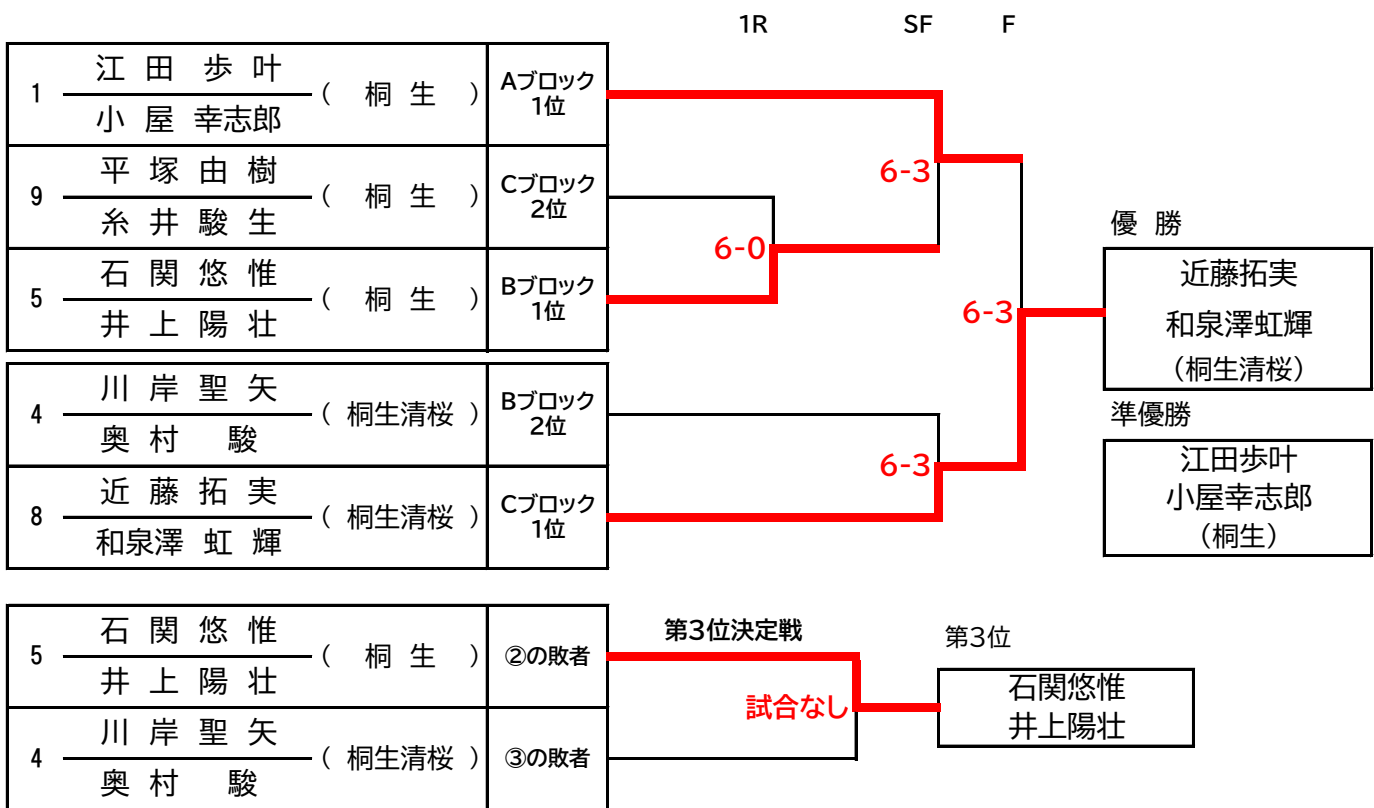 1R SF F
1 江田 歩叶 ( 桐生 ) Aブロック 1位
小屋 幸志郎
6-3
9 平塚由樹 ( 桐生 ) Cブロック 2位
糸井駿生
6-0
5 石関悠惟 ( 桐生 ) Bブロック 1位
井上陽壮
6-3
4 川岸聖矢 ( 桐生清桜 ) Bブロック 2位
奥村 駿
6-3
8 近藤拓実 ( 桐生清桜 ) Cブロック 1位
和泉澤 虹輝
優勝
近藤拓実
和泉澤虹輝
(桐生清桜)
準優勝
江田歩叶
小屋幸志郎
(桐生)
第3位決定戦
5 石関悠惟 ( 桐生 ) ②の敗者
井上陽壮
試合なし
4 川岸聖矢 ( 桐生清桜 ) ③の敗者
奥村 駿
第3位
石関悠惟
井上陽壮